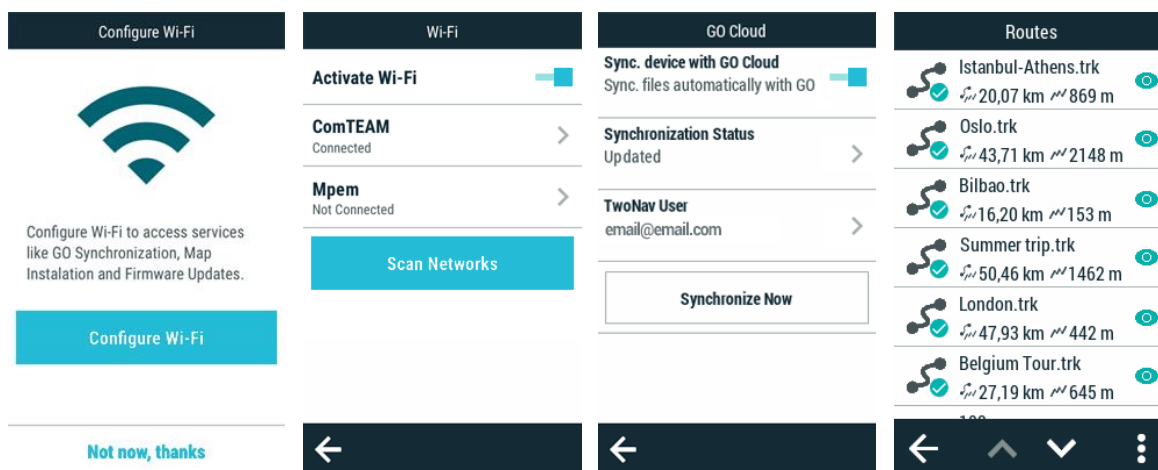 Configure Wi-Fi
Configure Wi-Fi to access services
like GO Synchronization, Map
Instalation and Firmware Updates.
Configure Wi-Fi
Not now, thanks
Wi-Fi
Activate Wi-Fi
ComTEAM
Connected
Mpem
Not Connected
Scan Networks
GO Cloud
Sync. device with GO Cloud
Sync. files automatically with GO
Synchronization Status
Updated
TwoNav User
email@email.com
Synchronize Now
Routes
Istanbul-Athens.trk
20,07 km 869 m
Oslo.trk
43,71 km 2148 m
Bilbao.trk
16,20 km 153 m
Summer trip.trk
50,46 km 1462 m
London.trk
47,93 km 442 m
Belgium Tour.trk
27,19 km 645 m